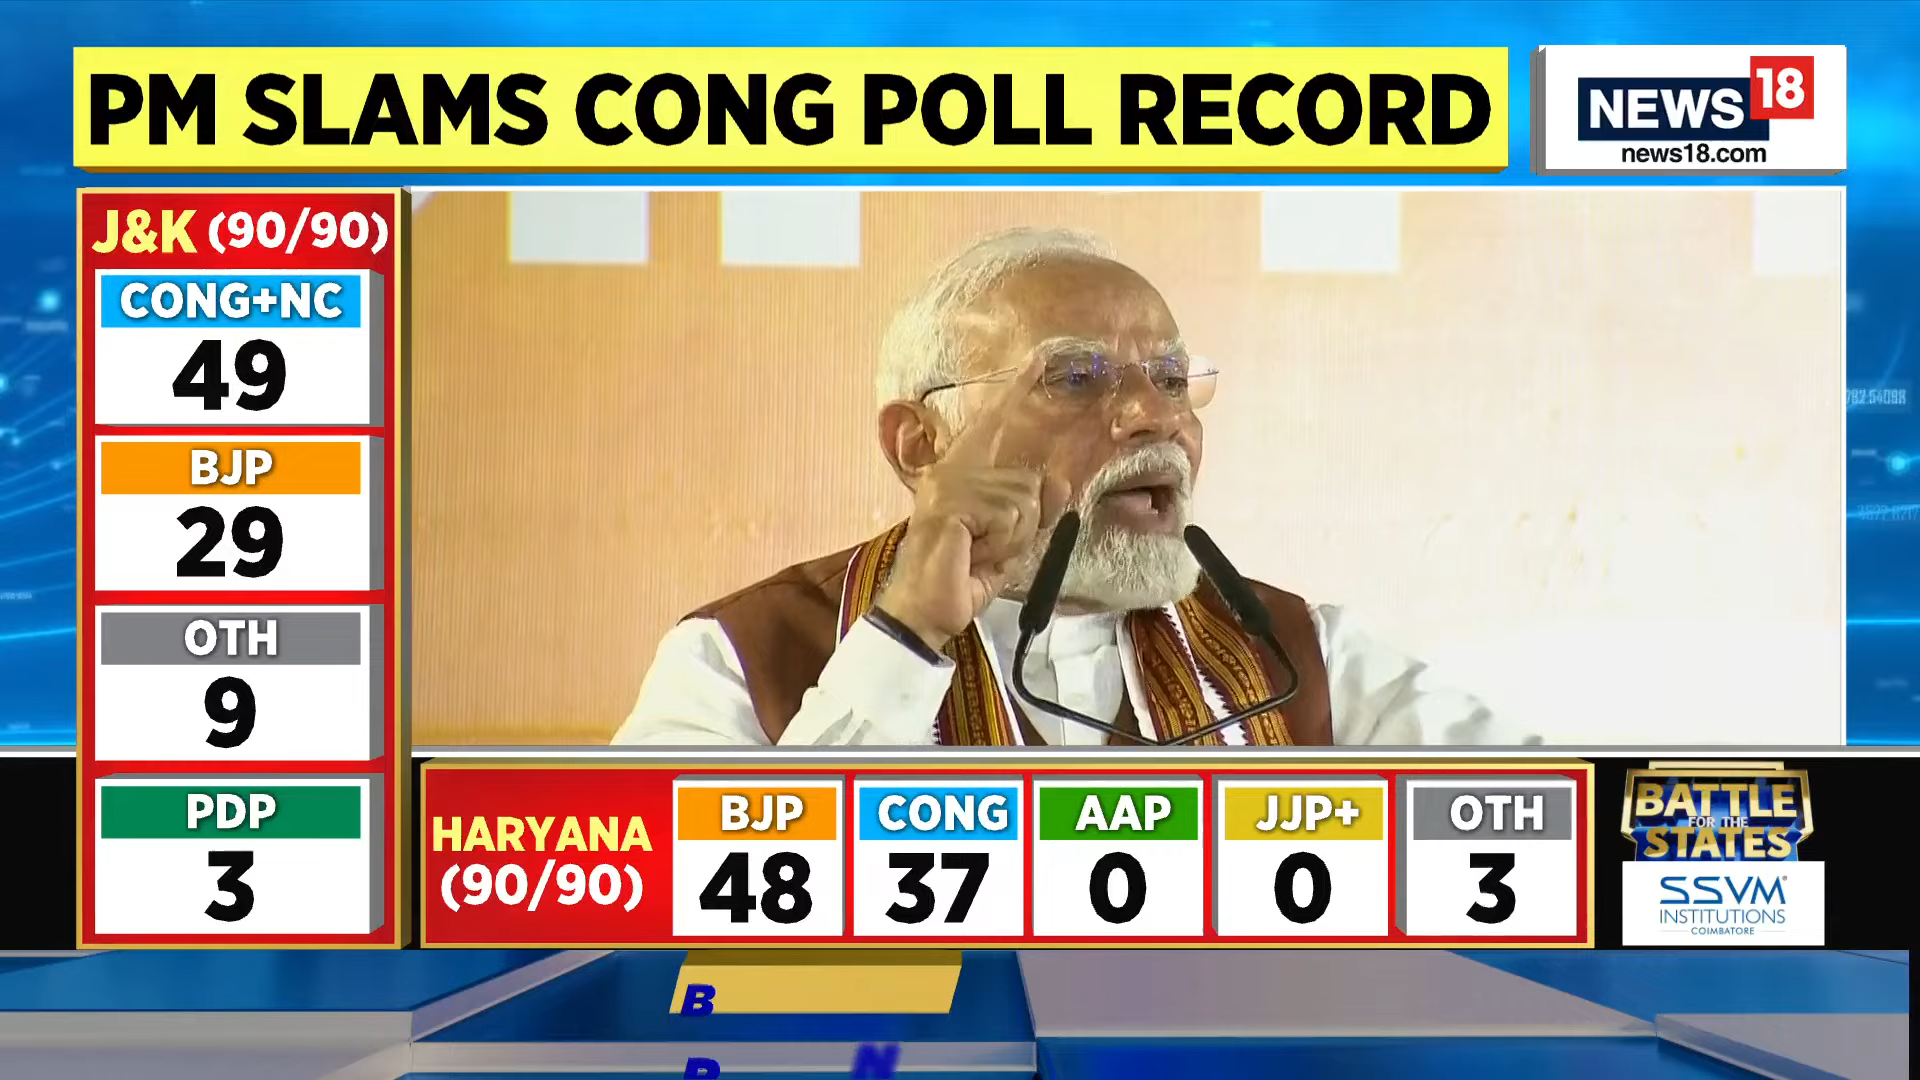 PM SLAMS CONG POLL RECORD
NEWS 18
news18.com
J&K (90/90)
CONG+NC
49
BJP
29
OTH
9
PDP
3
HARYANA
(90/90)
BJP
48
CONG
37
AAP
0
JJP+
0
OTH
3
BATTLE
FOR THE
STATES
SSVM
INSTITUTIONS
COIMBATORE
B
N